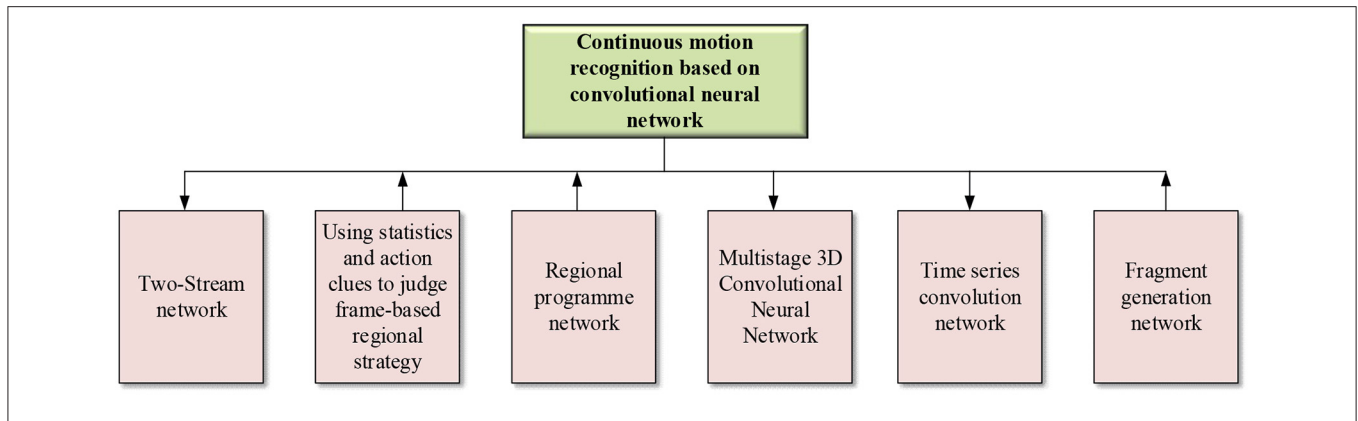 Continuous motion
recognition based on
convolutional neural
network
Two-Stream
network
Using statistics
and action
clues to judge
frame-based
regional
strategy
Regional
programme
network
Multistage 3D
Convolutional
Neural
Network
Time series
convolution
network
Fragment
generation
network